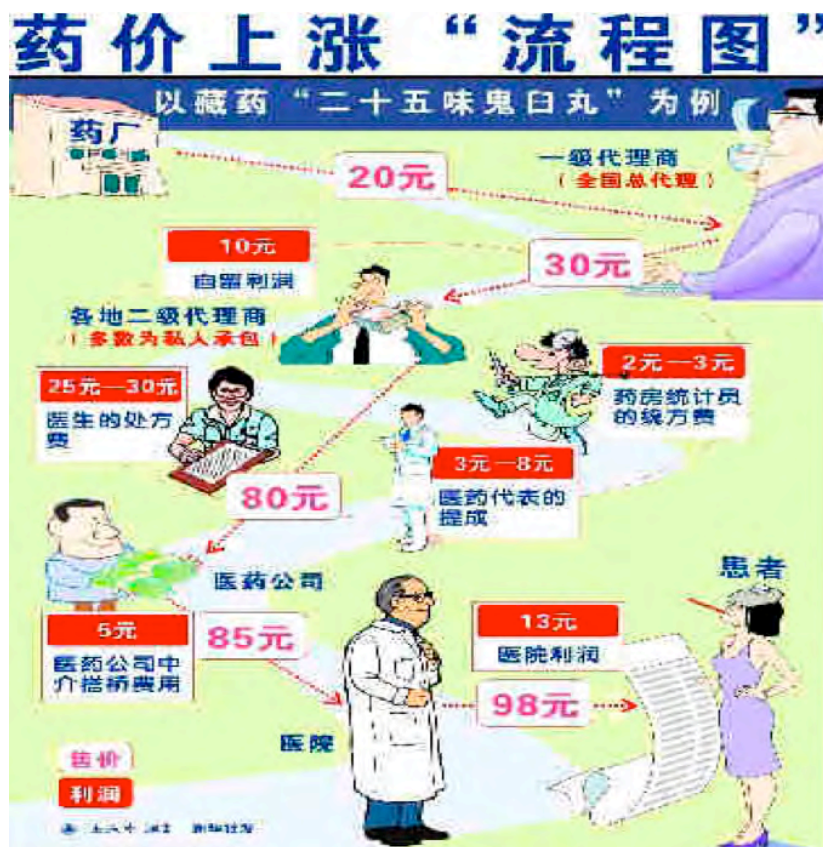 药价上涨“流程图”
以藏药“二十五味鬼臼丸”为例
药厂
20元
一级代理商
（全国总代理）
10元
自留利润
30元
各地二级代理商
（多数为私人承包）
25元—30元
医生的处方
费
2元—3元
药房统计员
的统方费
3元—8元
医药代表的
提成
80元
医药公司
患者
5元
医药公司中
介搭桥费用
85元
13元
医院利润
98元
医院
售价
利润